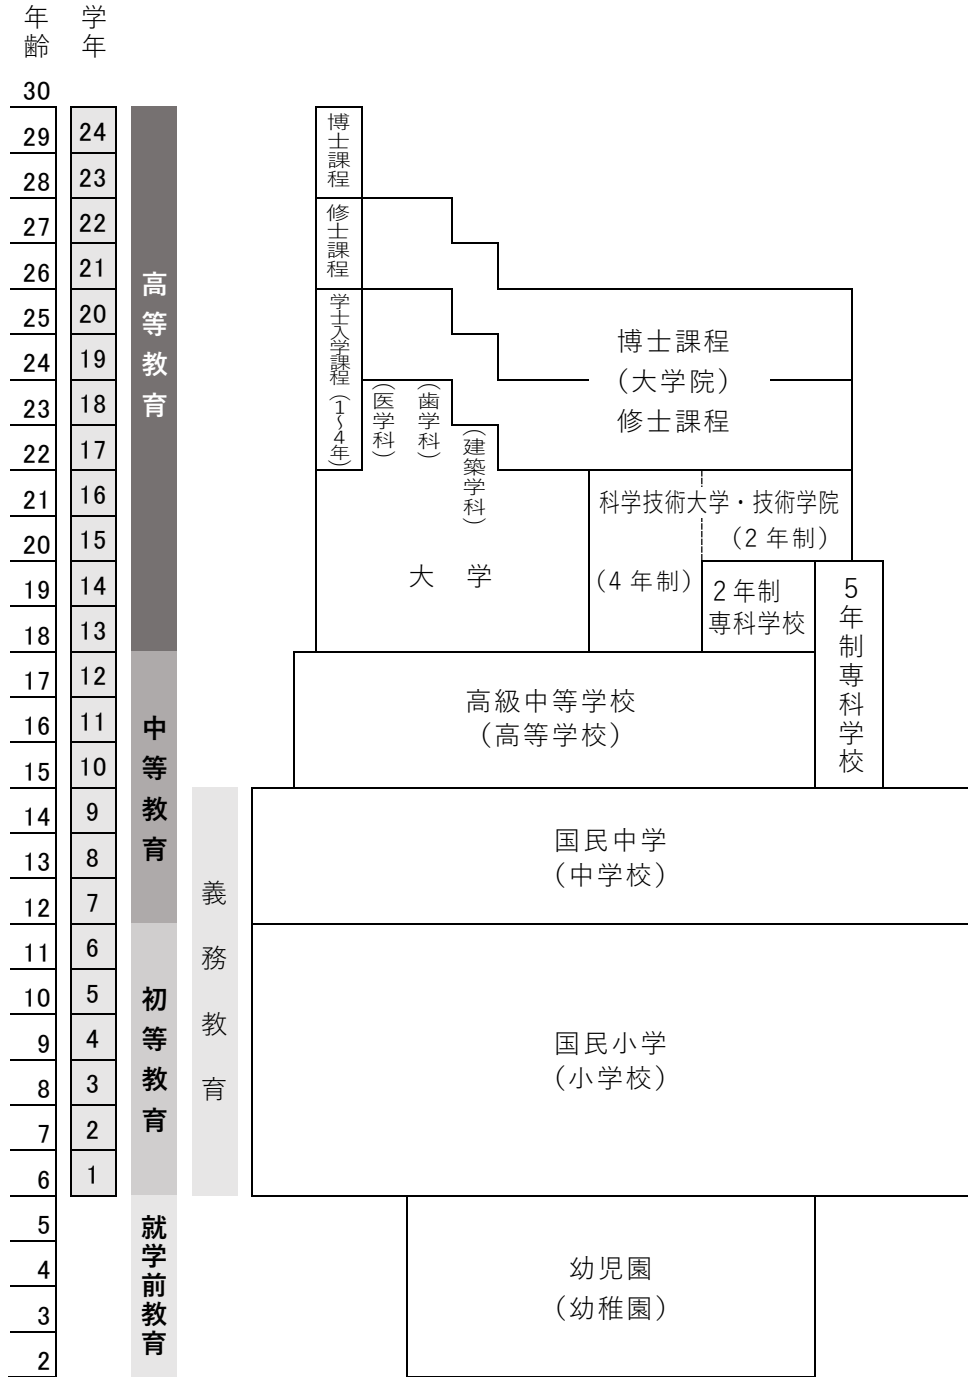 年齢
学年
30
29
28
27
26
25
24
23
22
21
20
19
18
17
16
15
14
13
12
11
10
9
8
7
6
5
4
3
2
24
23
22
21
20
19
18
17
16
15
14
13
12
11
10
9
8
7
6
5
4
3
2
1
高等教育
中等教育
初等教育
就学前教育
義務教育
博士課程
修士課程
学士入学課程(1~4年)
(医学科)
(歯学科)
(建築学科)
博士課程
(大学院)
修士課程
科学技術大学・技術学院
(2年制)
(4年制)
大学
2年制
専科学校
5年制専科学校
高級中等学校
(高等学校)
国民中学
(中学校)
国民小学
(小学校)
幼児園
(幼稚園)